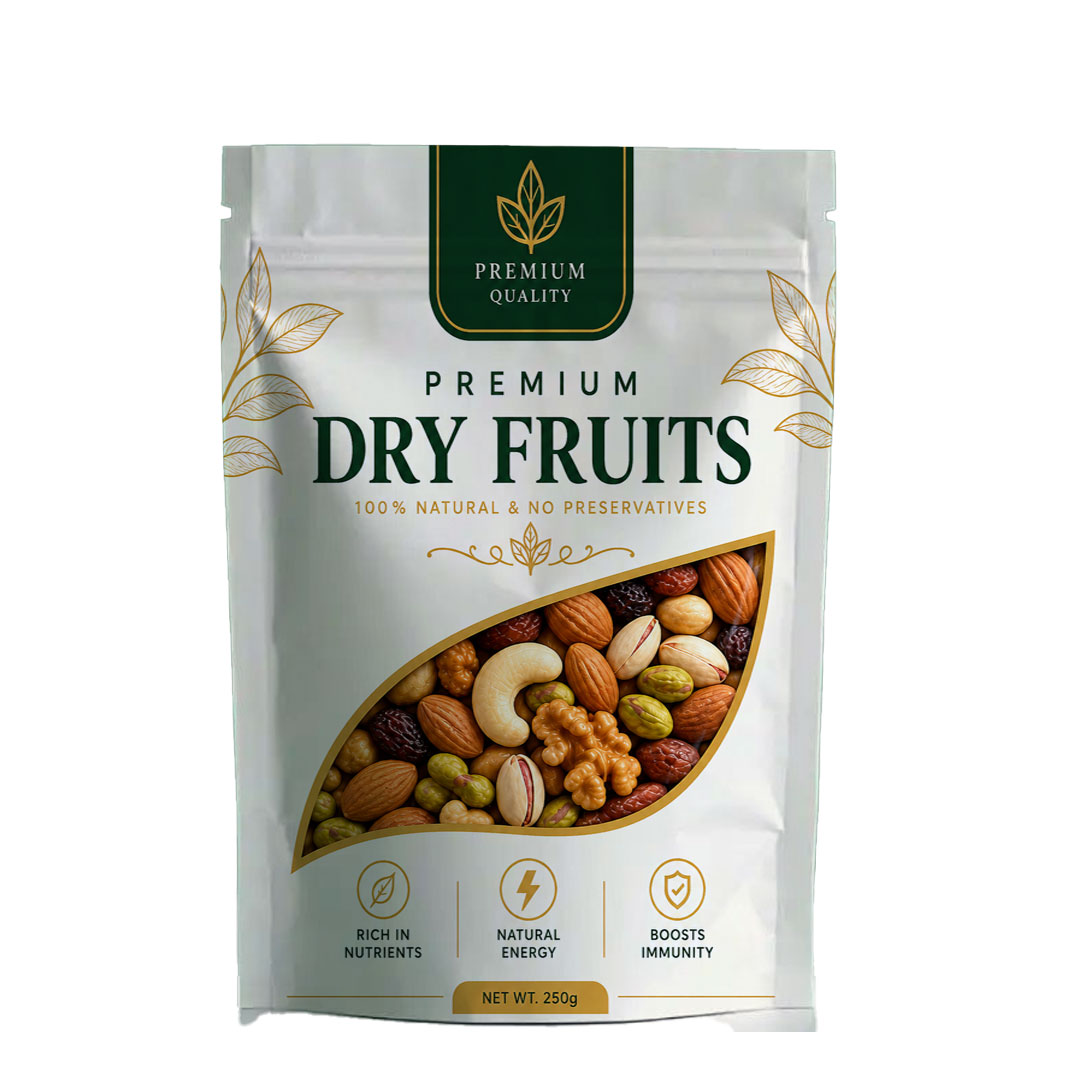 PREMIUM
QUALITY
PREMIUM
DRY FRUITS
100% NATURAL & NO PRESERVATIVES
RICH IN
NUTRIENTS
NATURAL
ENERGY
BOOSTS
IMMUNITY
NET WT. 250g